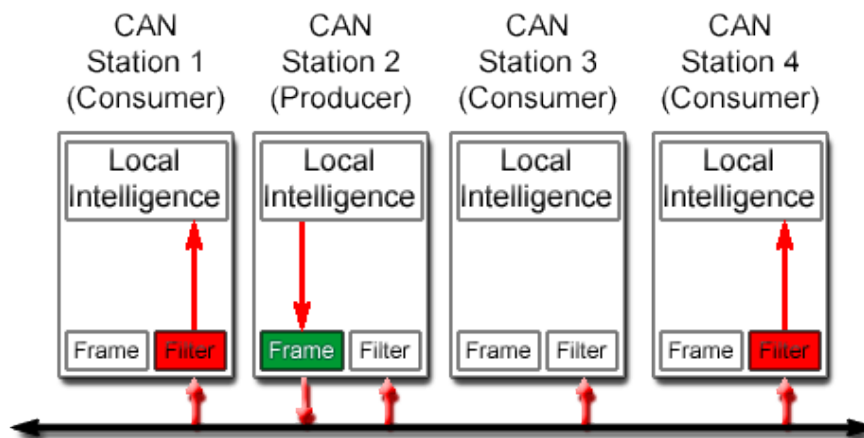 CAN
Station 1
(Consumer)
CAN
Station 2
(Producer)
CAN
Station 3
(Consumer)
CAN
Station 4
(Consumer)
Local
Intelligence
Local
Intelligence
Local
Intelligence
Local
Intelligence
Frame
Filter
Frame
Filter
Frame
Filter
Frame
Filter